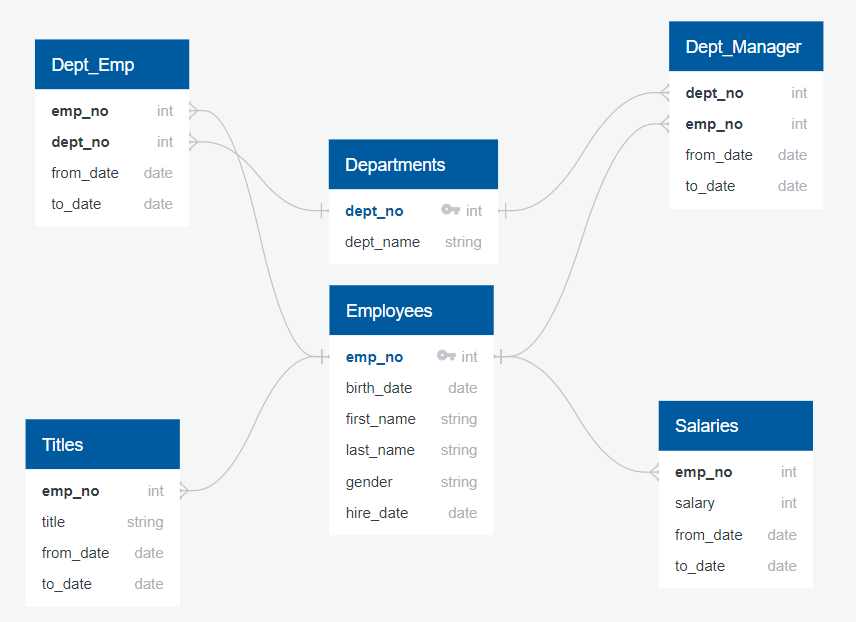 Dept_Emp
emp_no int
dept_no int
from_date date
to_date date
Departments
dept_no int
dept_name string
Dept_Manager
dept_no int
emp_no int
from_date date
to_date date
Employees
emp_no int
birth_date date
first_name string
last_name string
gender string
hire_date date
Titles
emp_no int
title string
from_date date
to_date date
Salaries
emp_no int
salary int
from_date date
to_date date